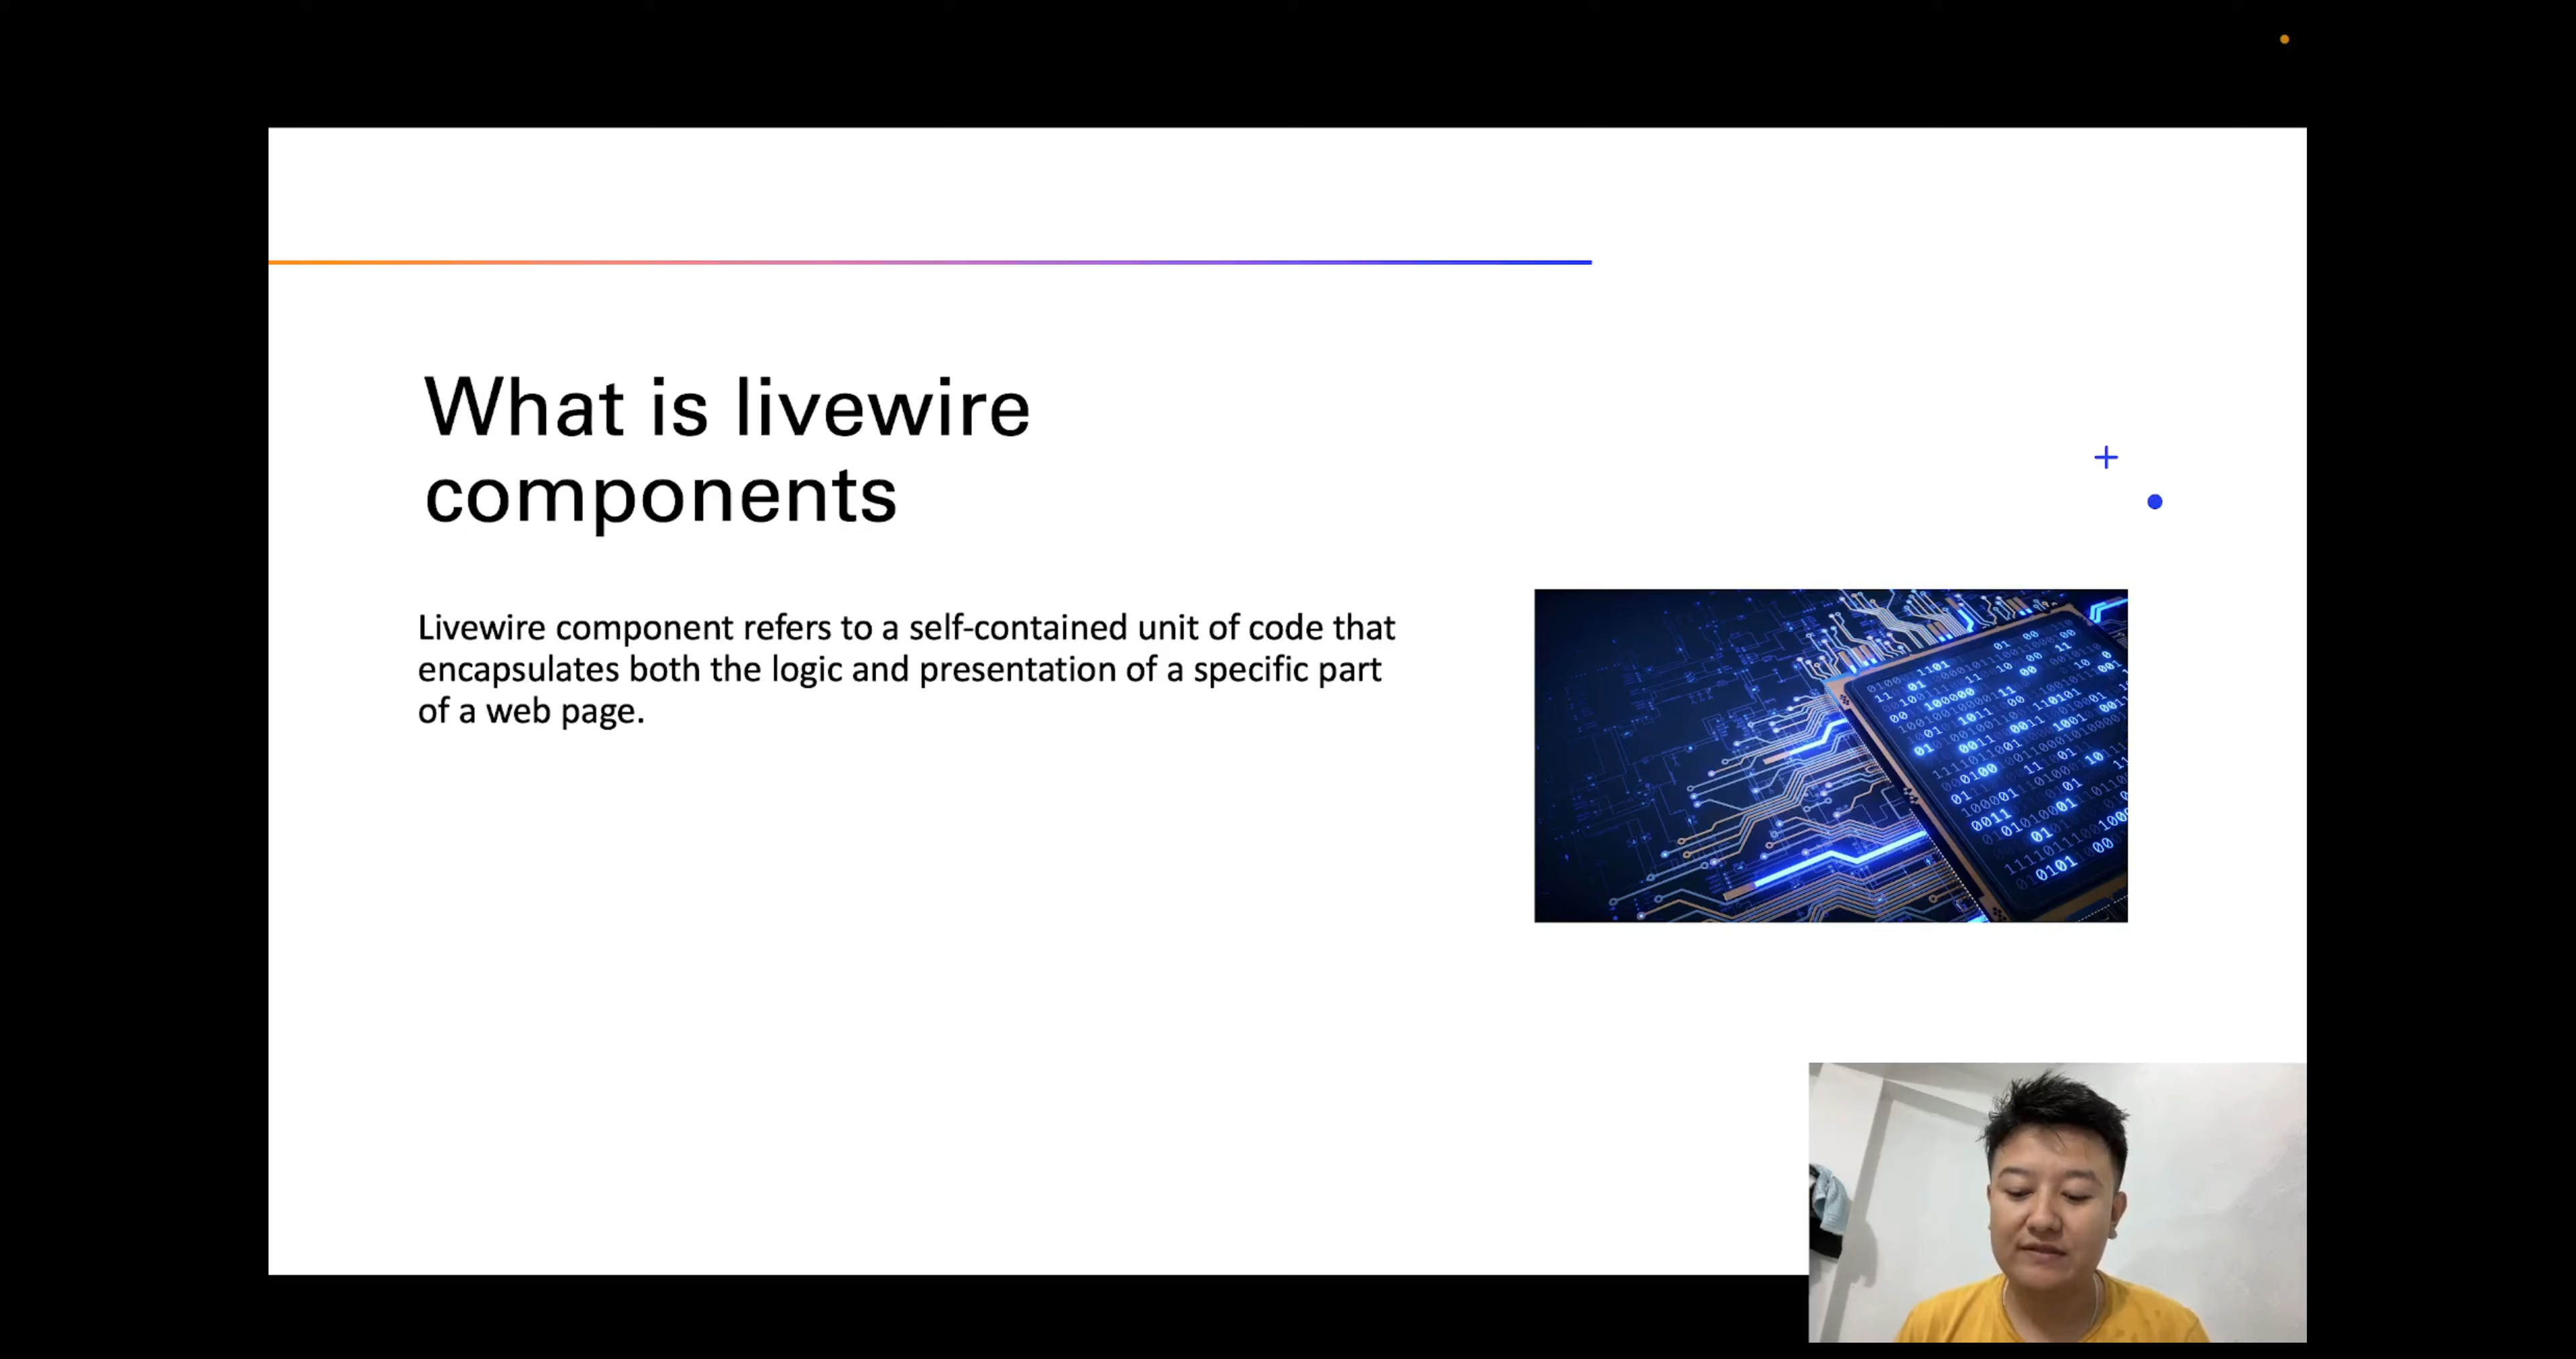 What is livewire
components
Livewire component refers to a self-contained unit of code that
encapsulates both the logic and presentation of a specific part
of a web page.